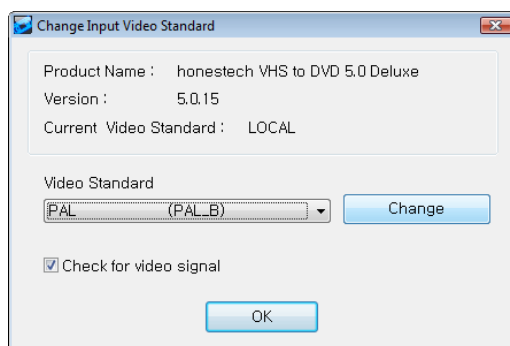 Change Input Video Standard
Product Name : honestech VHS to DVD 5.0 Deluxe
Version : 5.0.15
Current Video Standard : LOCAL
Video Standard
PAL (PAL_B)
Change
Check for video signal
OK